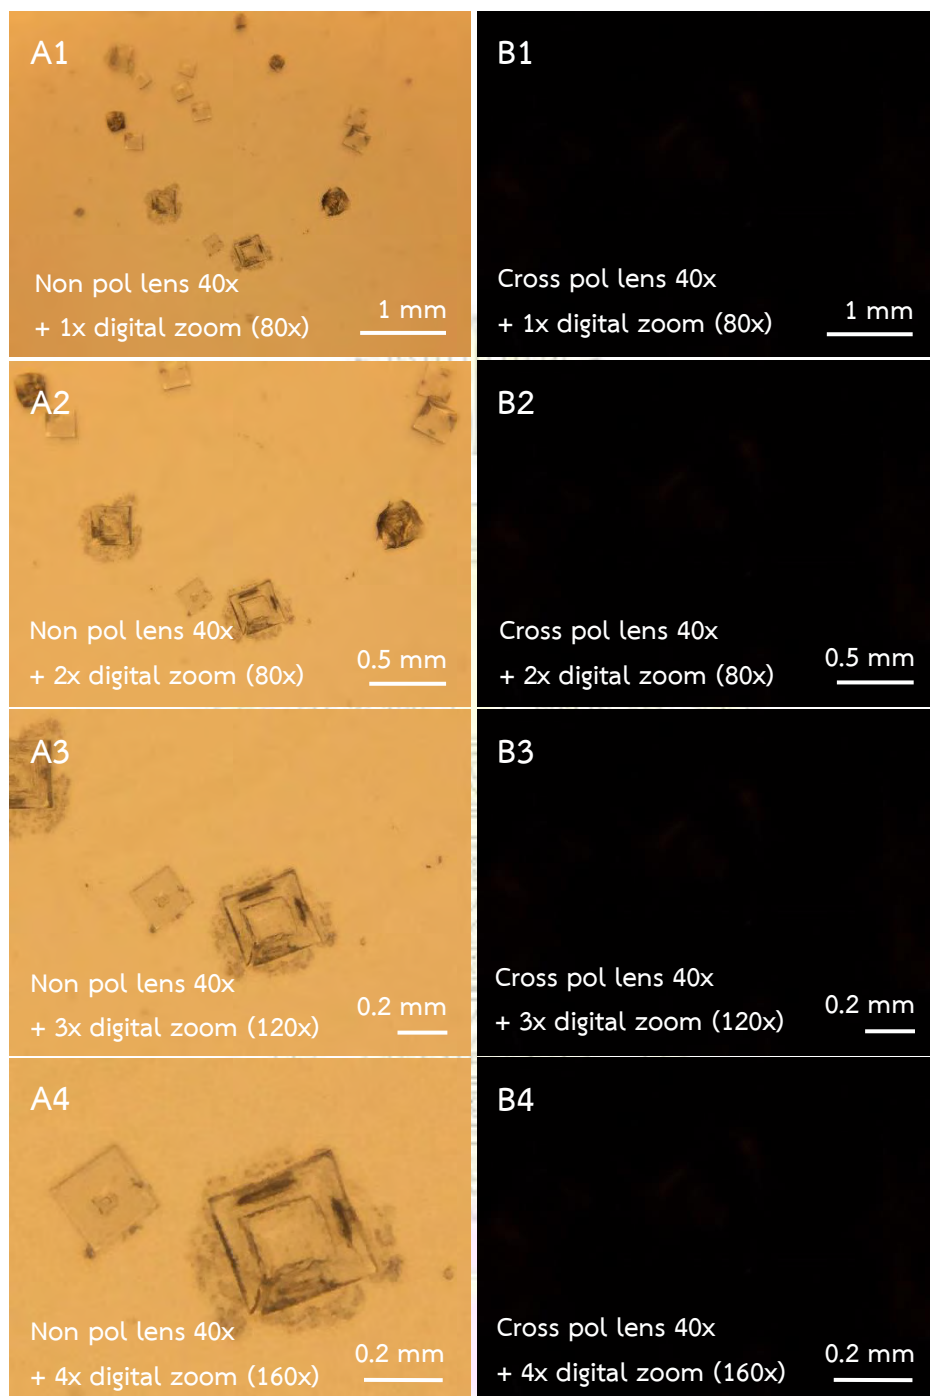 A1
Non pol lens 40x
+ 1x digital zoom (80x)
1 mm
B1
Cross pol lens 40x
+ 1x digital zoom (80x)
1 mm
A2
Non pol lens 40x
+ 2x digital zoom (80x)
0.5 mm
B2
Cross pol lens 40x
+ 2x digital zoom (80x)
0.5 mm
A3
Non pol lens 40x
+ 3x digital zoom (120x)
0.2 mm
B3
Cross pol lens 40x
+ 3x digital zoom (120x)
0.2 mm
A4
Non pol lens 40x
+ 4x digital zoom (160x)
0.2 mm
B4
Cross pol lens 40x
+ 4x digital zoom (160x)
0.2 mm